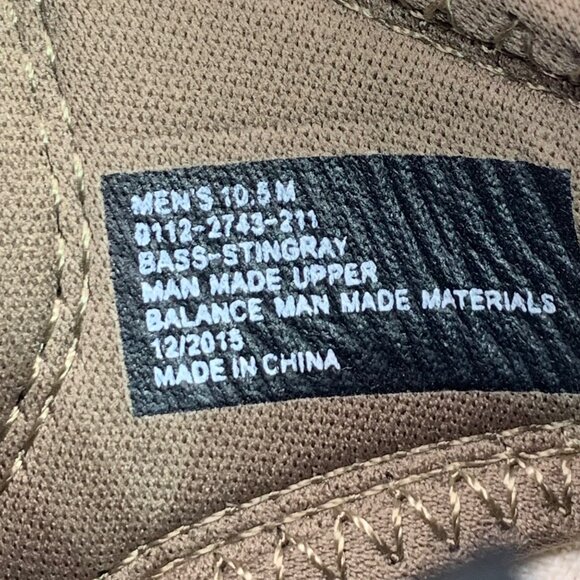 MEN'S 10.5 M
0112-2743-211
BASS-STINGRAY
MAN MADE UPPER
BALANCE MAN MADE MATERIALS
12/2015
MADE IN CHINA